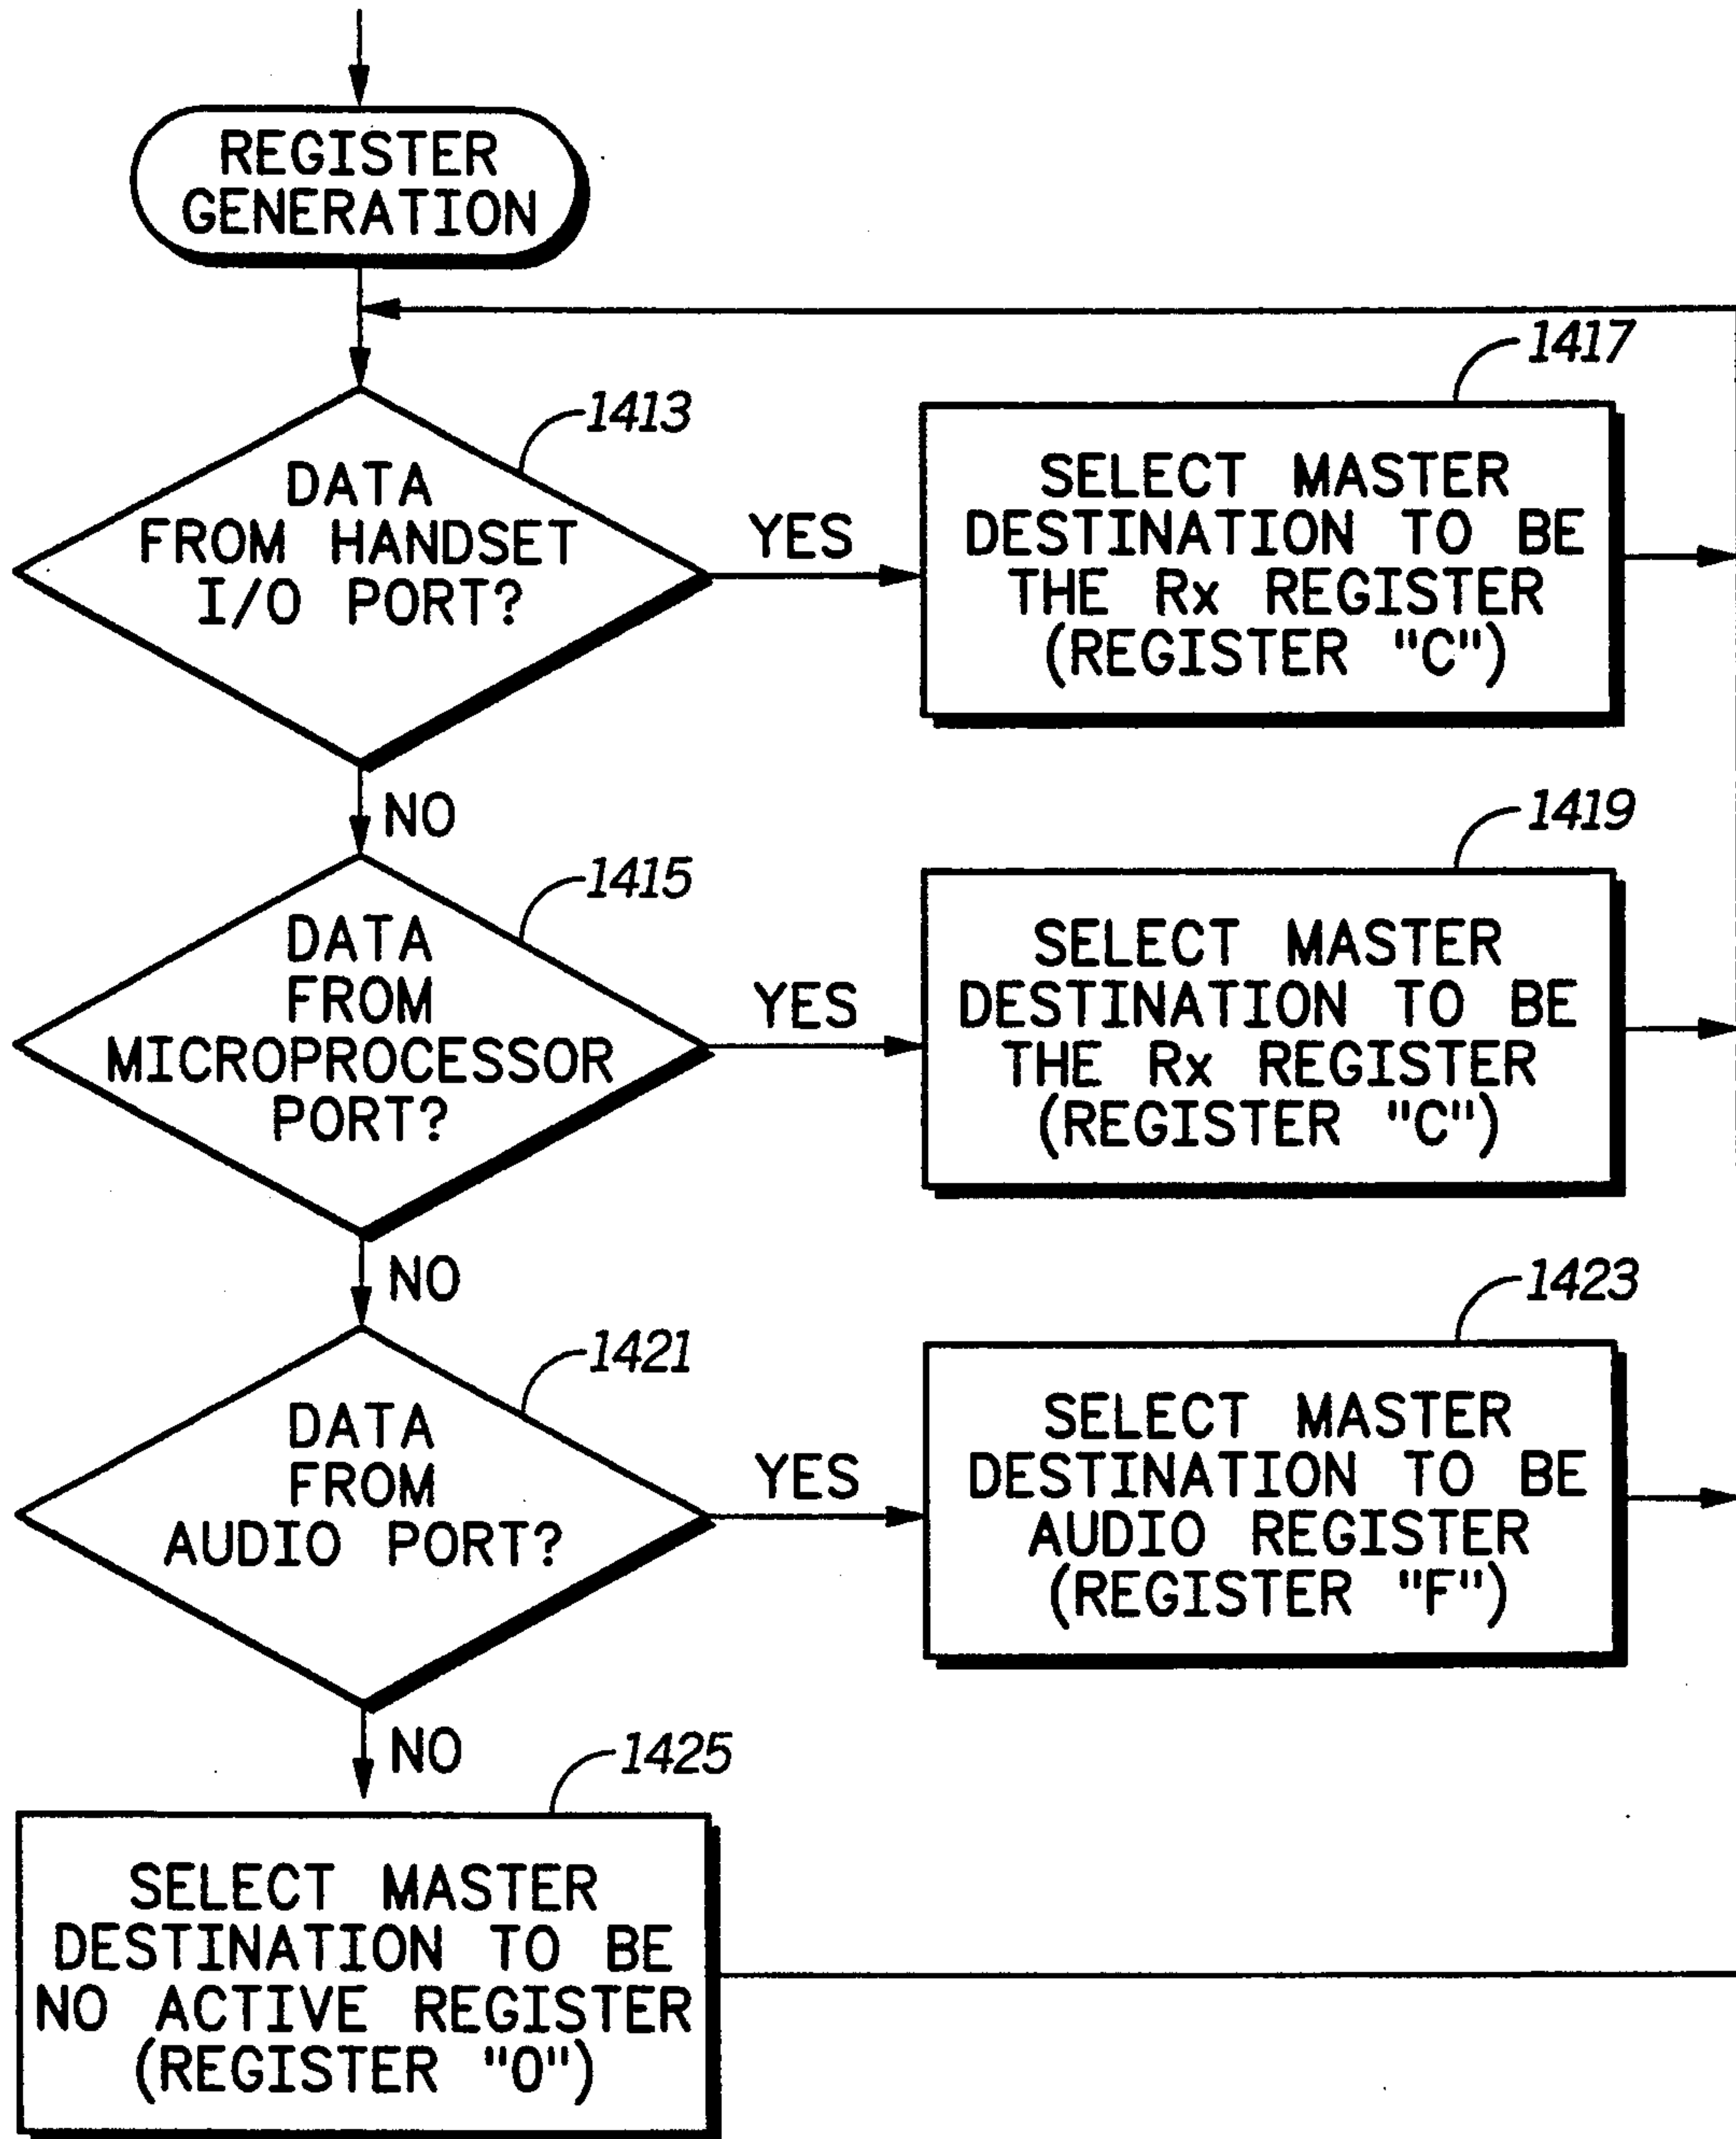 REGISTER
GENERATION
1413
DATA
FROM HANDSET
I/O PORT?
YES
1417
SELECT MASTER
DESTINATION TO BE
THE Rx REGISTER
(REGISTER "C")
NO
1415
DATA
FROM
MICROPROCESSOR
PORT?
YES
1419
SELECT MASTER
DESTINATION TO BE
THE Rx REGISTER
(REGISTER "C")
NO
1421
DATA
FROM
AUDIO PORT?
YES
1423
SELECT MASTER
DESTINATION TO BE
AUDIO REGISTER
(REGISTER "F")
NO
1425
SELECT MASTER
DESTINATION TO BE
NO ACTIVE REGISTER
(REGISTER "0")